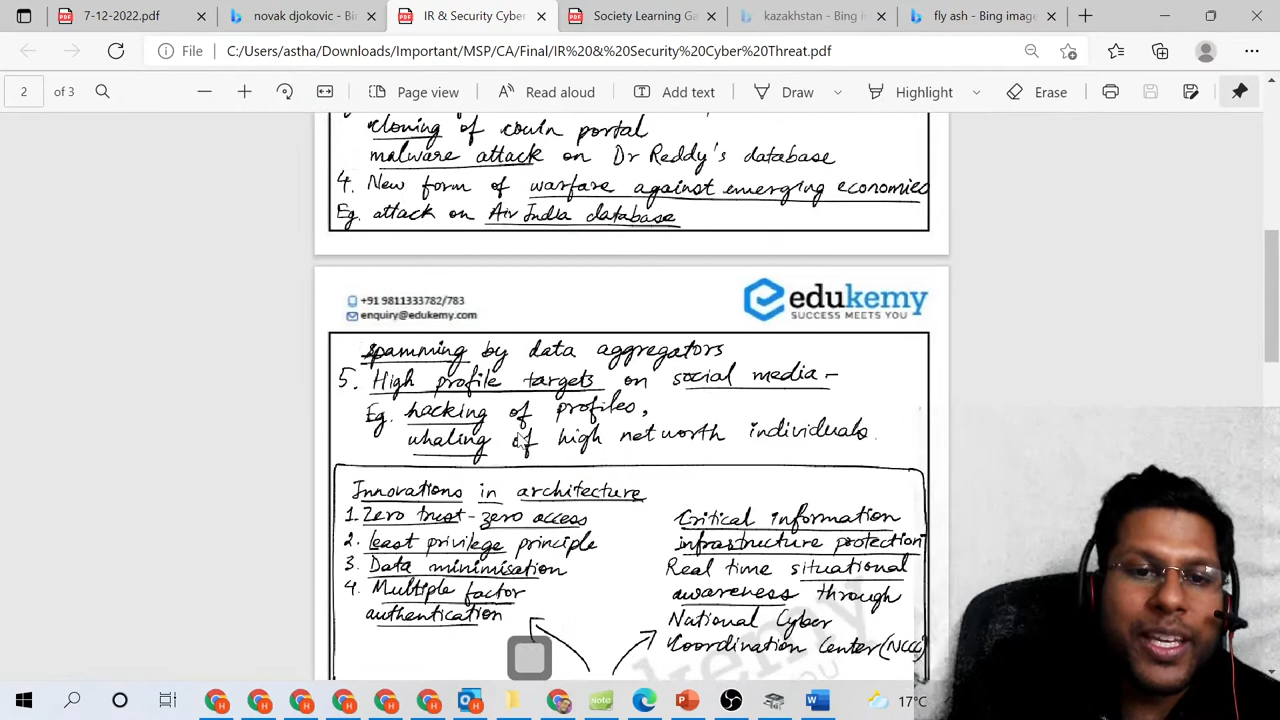 7-12-2022.pdf
novak djokovic - Bi
IR & Security Cyber
Society Learning Ga
kazakhstan - Bing i
fly ash - Bing image
File
C:/Users/astha/Downloads/Important/MSP/CA/Final/IR%20&%20Security%20Cyber%20Threat.pdf
2 of 3
Page view
Read aloud
Add text
Draw
Highlight
Erase
cloning of cowin portal
malware attack on Dr Reddy's database
4. New form of warfare against emerging economies
Eg. attack on Air India database
+91 9811333782/783
enquiry@edukemy.com
edukemy
SUCCESS MEETS YOU
spamming by data aggregators
5. High profile targets on social media -
Eg. hacking of profiles,
whaling of high networth individuals.
Innovations in architecture
1. Zero trust - zero access
2. least privilege principle
3. Data minimisation
4. Multiple factor
authentication
Critical information
infrastructure protection
Real time situational
awareness through
National Cyber
Coordination Center (NCCC)
17°C